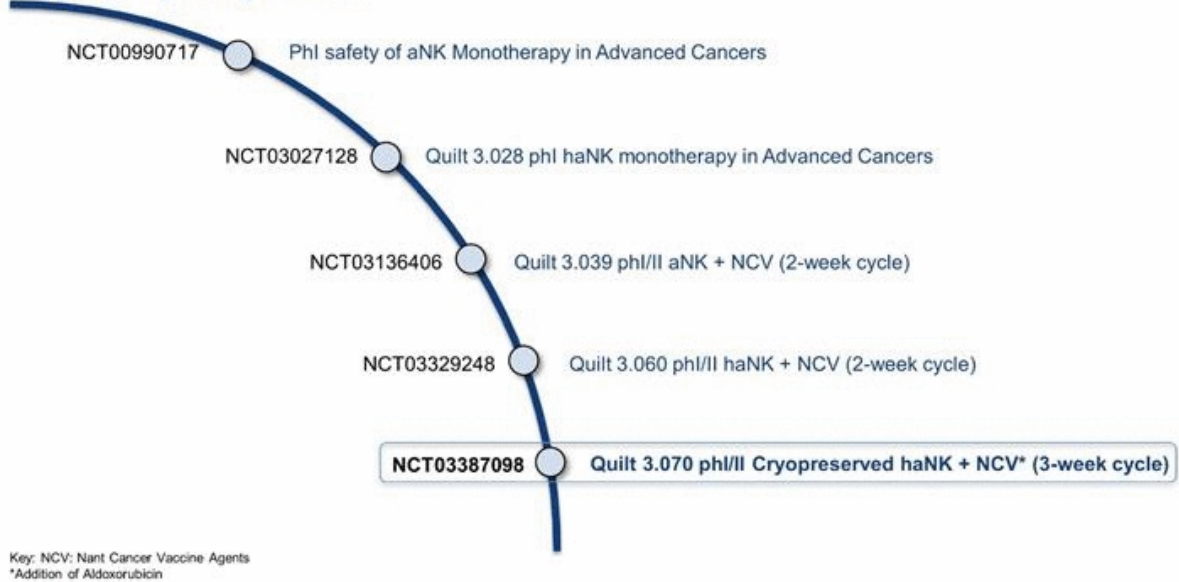 NCT00990717 PhI safety of aNK Monotherapy in Advanced Cancers
NCT03027128 Quilt 3.028 phI haNK monotherapy in Advanced Cancers
NCT03136406 Quilt 3.039 phI/II aNK + NCV (2-week cycle)
NCT03329248 Quilt 3.060 phI/II haNK + NCV (2-week cycle)
NCT03387098 Quilt 3.070 phI/II Cryopreserved haNK + NCV* (3-week cycle)
Key: NCV: Nant Cancer Vaccine Agents
*Addition of Aldoxorubicin